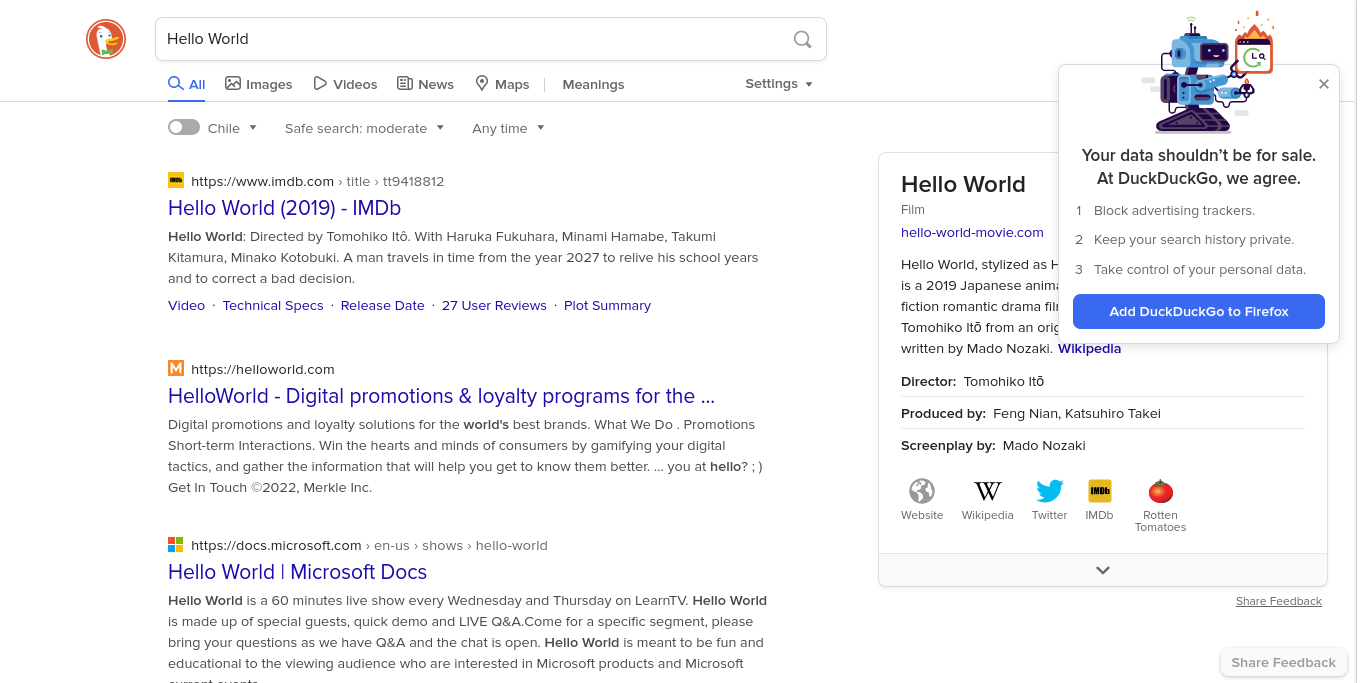 Hello World
All Images Videos News Maps Meanings Settings
Chile Safe search: moderate Any time
https://www.imdb.com › title › tt9418812
Hello World (2019) - IMDb
Hello World: Directed by Tomohiko Itô. With Haruka Fukuhara, Minami Hamabe, Takumi
Kitamura, Minako Kotobuki. A man travels in time from the year 2027 to relive his school years
and to correct a bad decision.
Video · Technical Specs · Release Date · 27 User Reviews · Plot Summary
https://helloworld.com
HelloWorld - Digital promotions & loyalty programs for the ...
Digital promotions and loyalty solutions for the world's best brands. What We Do . Promotions
Short-term Interactions. Win the hearts and minds of consumers by gamifying your digital
tactics, and gather the information that will help you get to know them better. ... you at hello? ; )
Get In Touch ©2022, Merkle Inc.
https://docs.microsoft.com › en-us › shows › hello-world
Hello World | Microsoft Docs
Hello World is a 60 minutes live show every Wednesday and Thursday on LearnTV. Hello World
is made up of special guests, quick demo and LIVE Q&A.Come for a specific segment, please
bring your questions as we have Q&A and the chat is open. Hello World is meant to be fun and
educational to the viewing audience who are interested in Microsoft products and Microsoft
current events.
Your data shouldn't be for sale.
At DuckDuckGo, we agree.
1 Block advertising trackers.
2 Keep your search history private.
3 Take control of your personal data.
Add DuckDuckGo to Firefox
Hello World
Film
hello-world-movie.com
Hello World, stylized as
is a 2019 Japanese
fiction romantic drama
Tomohiko Itō from an
written by Mado Nozaki. Wikipedia
Director: Tomohiko Itō
Produced by: Feng Nian, Katsuhiro Takei
Screenplay by: Mado Nozaki
IMDb
Website Wikipedia Twitter IMDb Rotten
Tomatoes
Share Feedback
Share Feedback